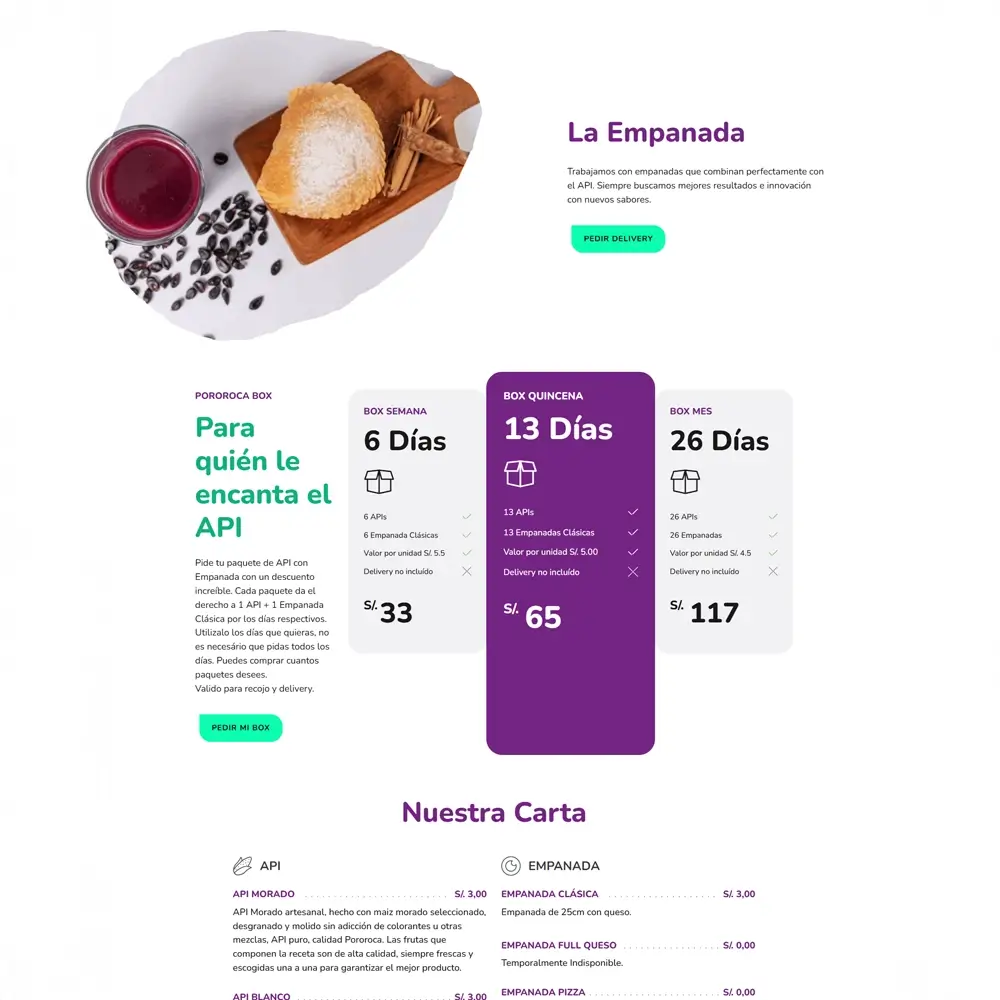 La Empanada
Trabajamos con empanadas que combinan perfectamente con
el API. Siempre buscamos mejores resultados e innovación
con nuevos sabores.
PEDIR DELIVERY
POROROCA BOX
Para
quién le
encanta el
API
Pide tu paquete de API con
Empanada con un descuento
increíble. Cada paquete da el
derecho a 1 API + 1 Empanada
Clásica por los días respectivos.
Utilizalo los días que quieras, no
es necesário que pidas todos los
días. Puedes comprar cuantos
paquetes desees.
Valido para recojo y delivery.
PEDIR MI BOX
BOX SEMANA
6 Días
6 APIs
6 Empanada Clásicas
Valor por unidad S/. 5.5
Delivery no incluído
S/. 33
BOX QUINCENA
13 Días
13 APIs
13 Empanadas Clásicas
Valor por unidad S/. 5.00
Delivery no incluído
S/. 65
BOX MES
26 Días
26 APIs
26 Empanadas
Valor por unidad S/. 4.5
Delivery no incluído
S/. 117
Nuestra Carta
API
API MORADO S/. 3,00
API Morado artesanal, hecho con maiz morado seleccionado,
desgranado y molido sin adicción de colorantes u otras
mezclas, API puro, calidad Pororoca. Las frutas que
componen la receta son de alta calidad, siempre frescas y
escogidas una a una para garantizar el mejor producto.
API BLANCO S/. 3,00
EMPANADA
EMPANADA CLÁSICA S/. 3,00
Empanada de 25cm con queso.
EMPANADA FULL QUESO S/. 0,00
Temporalmente Indisponible.
EMPANADA PIZZA S/. 0,00